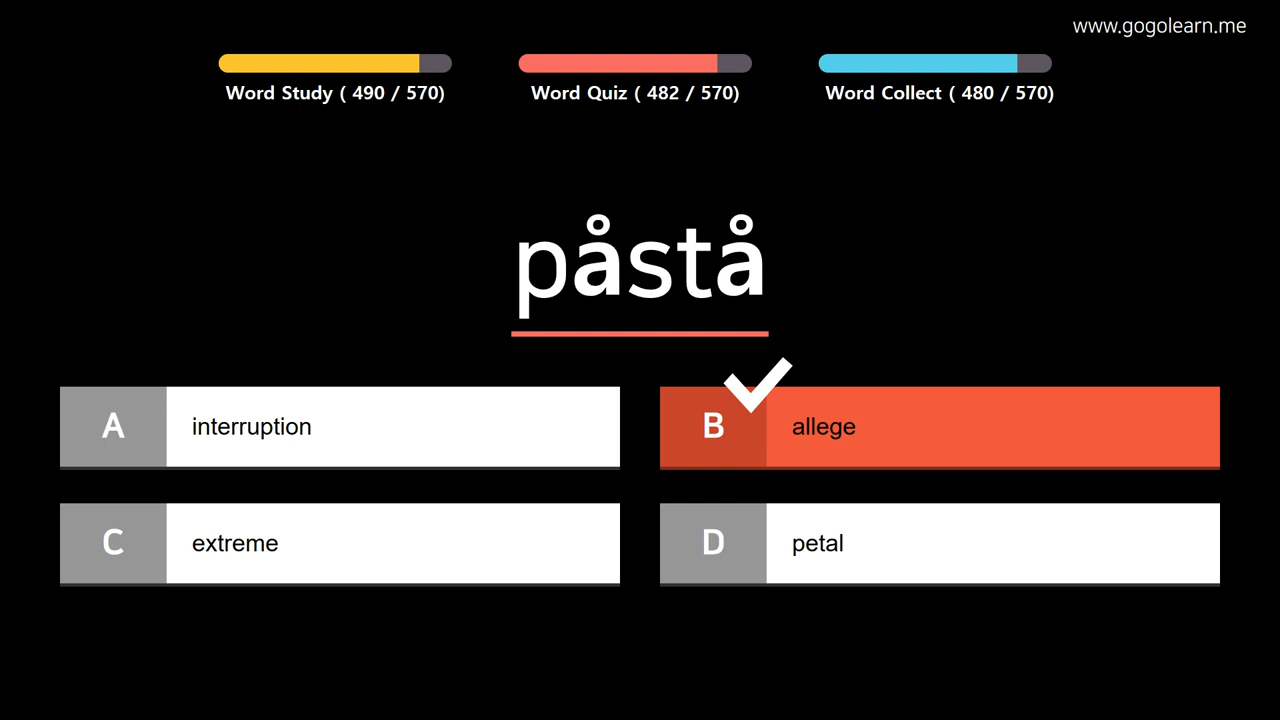 www.gogolearn.me
Word Study ( 490 / 570)
Word Quiz ( 482 / 570)
Word Collect ( 480 / 570)
påstå
A interruption
B allege
C extreme
D petal